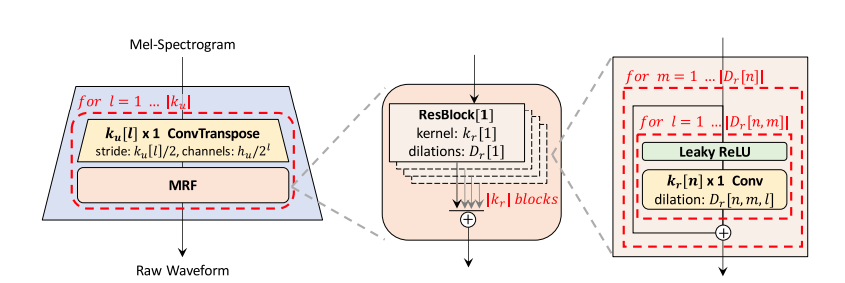 Mel-Spectrogram
for l = 1 … |k_u|
k_u[l] x 1 ConvTranspose
stride: k_u[l]/2, channels: h_u/2^l
MRF
Raw Waveform
ResBlock[1]
kernel: k_r[1]
dilations: D_r[1]
|k_r| blocks
+
for m = 1 …|D_r[n]|
for l = 1 …|D_r[n,m]|
Leaky ReLU
k_r[n] x 1 Conv
dilation: D_r[n,m,l]
+